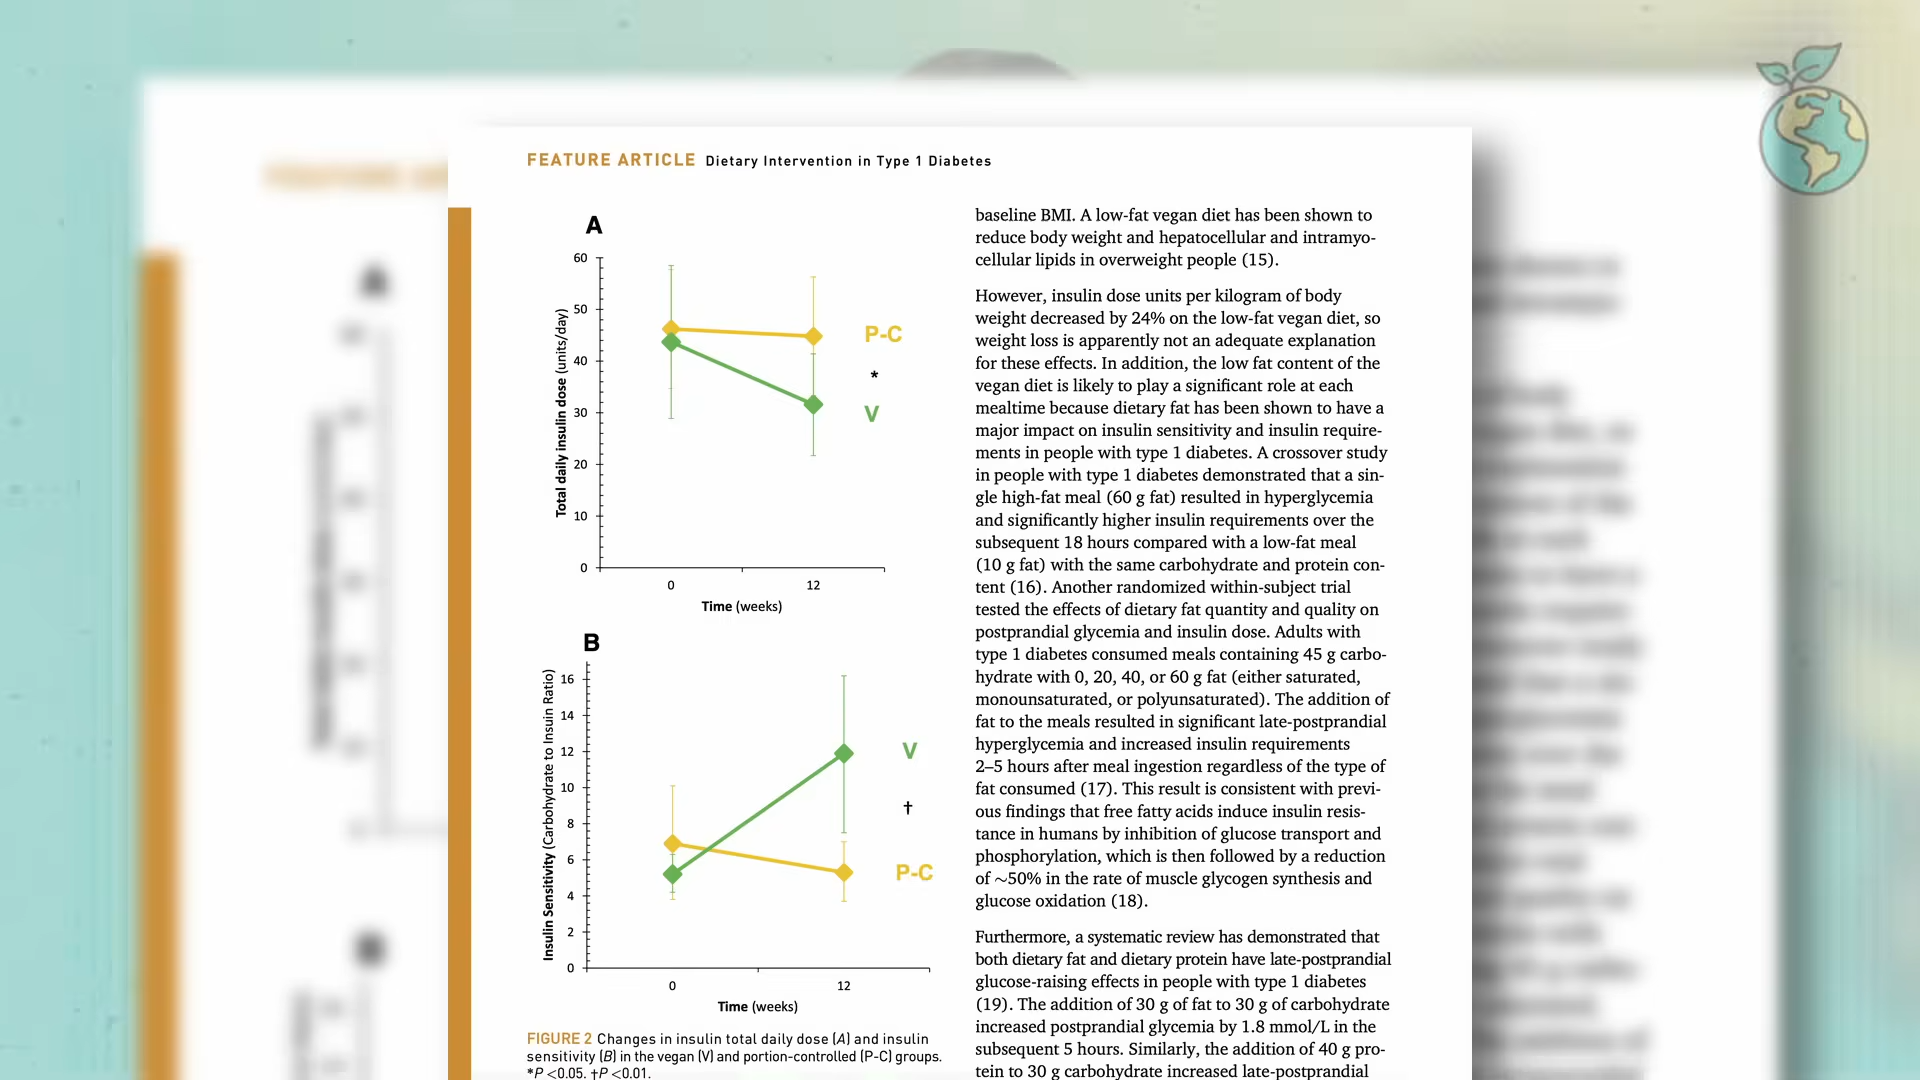 FEATURE ARTICLE Dietary Intervention in Type 1 Diabetes
A
60
50
40
30
20
10
0
Total daily insulin dose (units/day)
P-C
*
V
0 12
Time (weeks)
B
16
14
12
10
8
6
4
2
0
Insulin Sensitivity (Carbohydrate to Insuin Ratio)
V
†
P-C
0 12
Time (weeks)
FIGURE 2 Changes in insulin total daily dose (A) and insulin
sensitivity (B) in the vegan (V) and portion-controlled (P-C) groups.
*P <0.05. †P <0.01.
baseline BMI. A low-fat vegan diet has been shown to
reduce body weight and hepatocellular and intramyo-
cellular lipids in overweight people (15).
However, insulin dose units per kilogram of body
weight decreased by 24% on the low-fat vegan diet, so
weight loss is apparently not an adequate explanation
for these effects. In addition, the low fat content of the
vegan diet is likely to play a significant role at each
mealtime because dietary fat has been shown to have a
major impact on insulin sensitivity and insulin require-
ments in people with type 1 diabetes. A crossover study
in people with type 1 diabetes demonstrated that a sin-
gle high-fat meal (60 g fat) resulted in hyperglycemia
and significantly higher insulin requirements over the
subsequent 18 hours compared with a low-fat meal
(10 g fat) with the same carbohydrate and protein con-
tent (16). Another randomized within-subject trial
tested the effects of dietary fat quantity and quality on
postprandial glycemia and insulin dose. Adults with
type 1 diabetes consumed meals containing 45 g carbo-
hydrate with 0, 20, 40, or 60 g fat (either saturated,
monounsaturated, or polyunsaturated). The addition of
fat to the meals resulted in significant late-postprandial
hyperglycemia and increased insulin requirements
2–5 hours after meal ingestion regardless of the type of
fat consumed (17). This result is consistent with previ-
ous findings that free fatty acids induce insulin resis-
tance in humans by inhibition of glucose transport and
phosphorylation, which is then followed by a reduction
of ~50% in the rate of muscle glycogen synthesis and
glucose oxidation (18).
Furthermore, a systematic review has demonstrated that
both dietary fat and dietary protein have late-postprandial
glucose-raising effects in people with type 1 diabetes
(19). The addition of 30 g of fat to 30 g of carbohydrate
increased postprandial glycemia by 1.8 mmol/L in the
subsequent 5 hours. Similarly, the addition of 40 g pro-
tein to 30 g carbohydrate increased late-postprandial